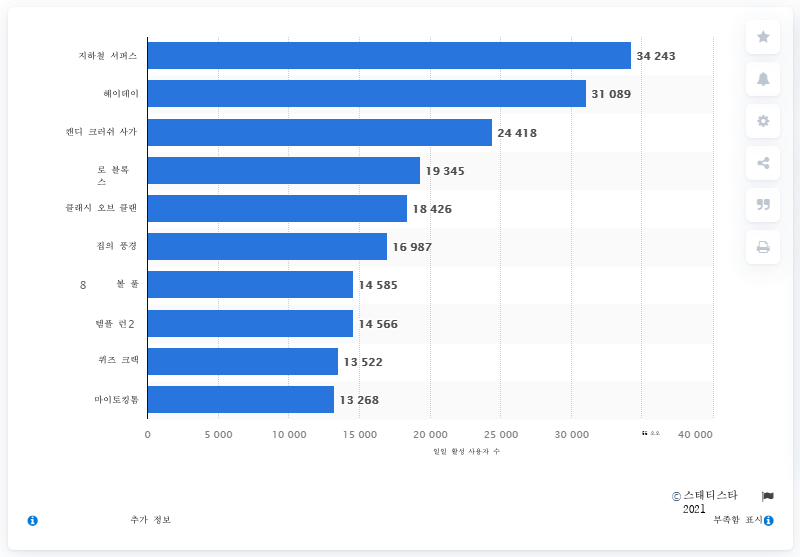 지하철 서퍼스
34 243
헤이데이
31 089
캔디 크러쉬 사가
24 418
로 블록
스
19 345
클래시 오브 클랜
18 426
집의 풍경
16 987
8 볼 풀
14 585
템플 런2
14 566
퀴즈 크랙
13 522
마이토킹톰
13 268
0 5 000 10 000 15 000 20 000 25 000 30 000 40 000
일일 활성 사용자 수
© 스태티스타
2021
추가 정보
부족함 표시